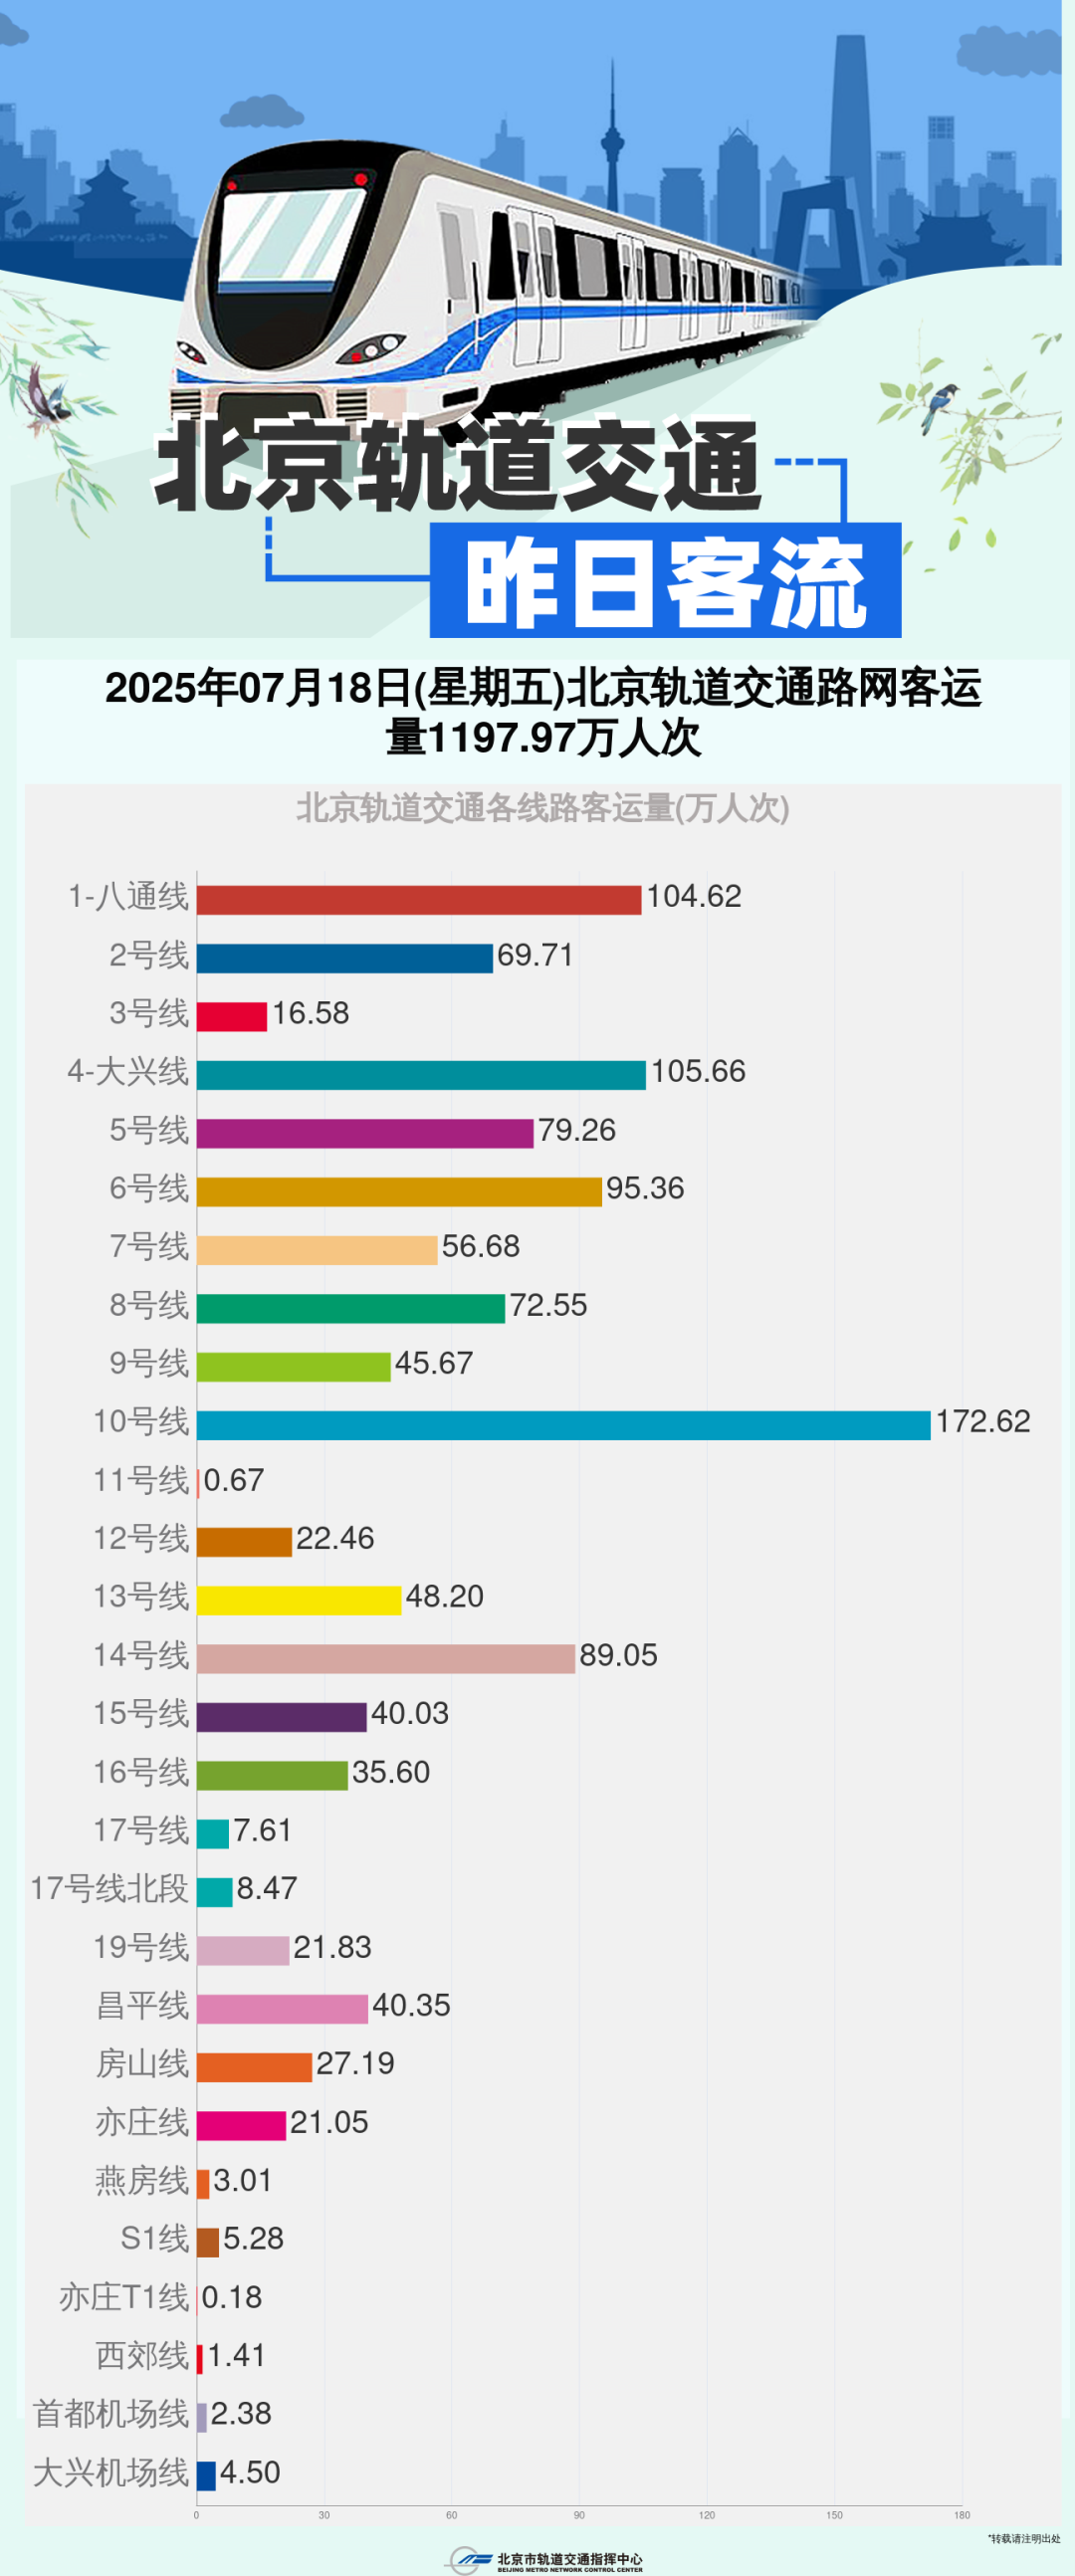 北京轨道交通
昨日客流
2025年07月18日(星期五)北京轨道交通路网客运
量1197.97万人次
北京轨道交通各线路客运量(万人次)
1-八通线 104.62
2号线 69.71
3号线 16.58
4-大兴线 105.66
5号线 79.26
6号线 95.36
7号线 56.68
8号线 72.55
9号线 45.67
10号线 172.62
11号线 0.67
12号线 22.46
13号线 48.20
14号线 89.05
15号线 40.03
16号线 35.60
17号线 7.61
17号线北段 8.47
19号线 21.83
昌平线 40.35
房山线 27.19
亦庄线 21.05
燕房线 3.01
S1线 5.28
亦庄T1线 0.18
西郊线 1.41
首都机场线 2.38
大兴机场线 4.50
0 30 60 90 120 150 180
*转载请注明出处
北京市轨道交通指挥中心
BEIJING METRO NETWORK CONTROL CENTER